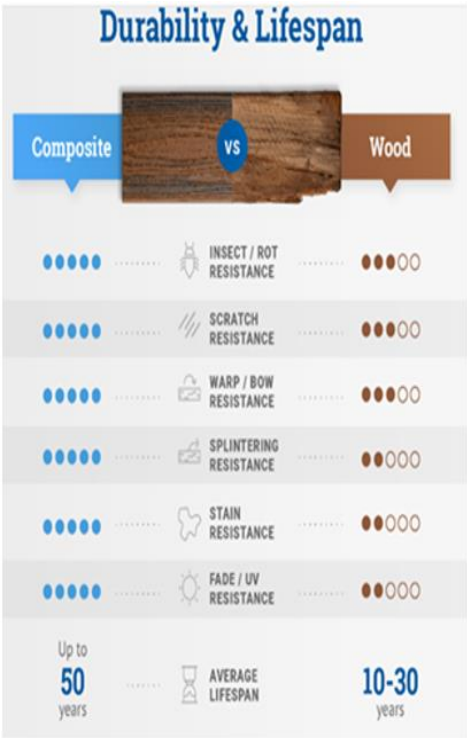 Durability & Lifespan
Composite
VS
Wood
INSECT / ROT
RESISTANCE
SCRATCH
RESISTANCE
WARP / BOW
RESISTANCE
SPLINTERING
RESISTANCE
STAIN
RESISTANCE
FADE / UV
RESISTANCE
Up to
50
years
AVERAGE
LIFESPAN
10-30
years